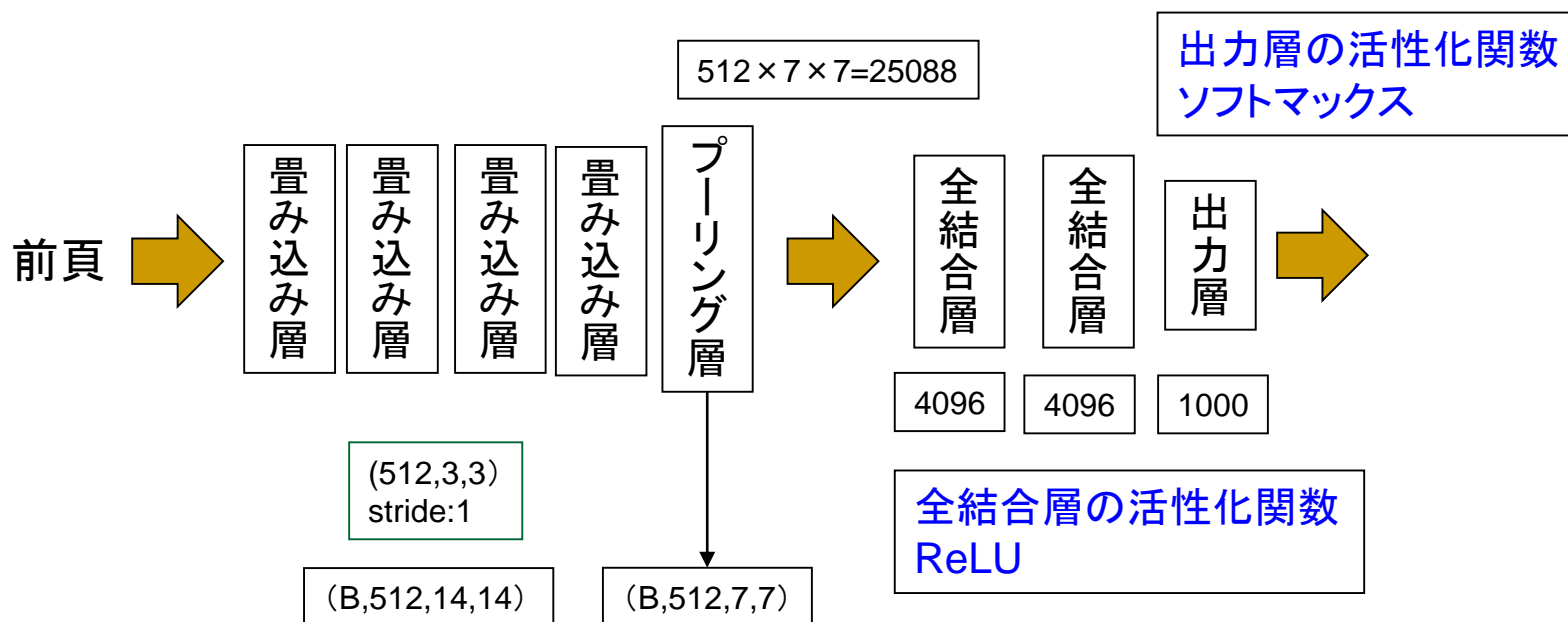 512×7×7=25088
出力層の活性化関数
ソフトマックス
前頁
畳み込み層
畳み込み層
畳み込み層
畳み込み層
プーリング層
全結合層
全結合層
出力層
4096
4096
1000
(512,3,3)
stride:1
全結合層の活性化関数
ReLU
(B,512,14,14)
(B,512,7,7)